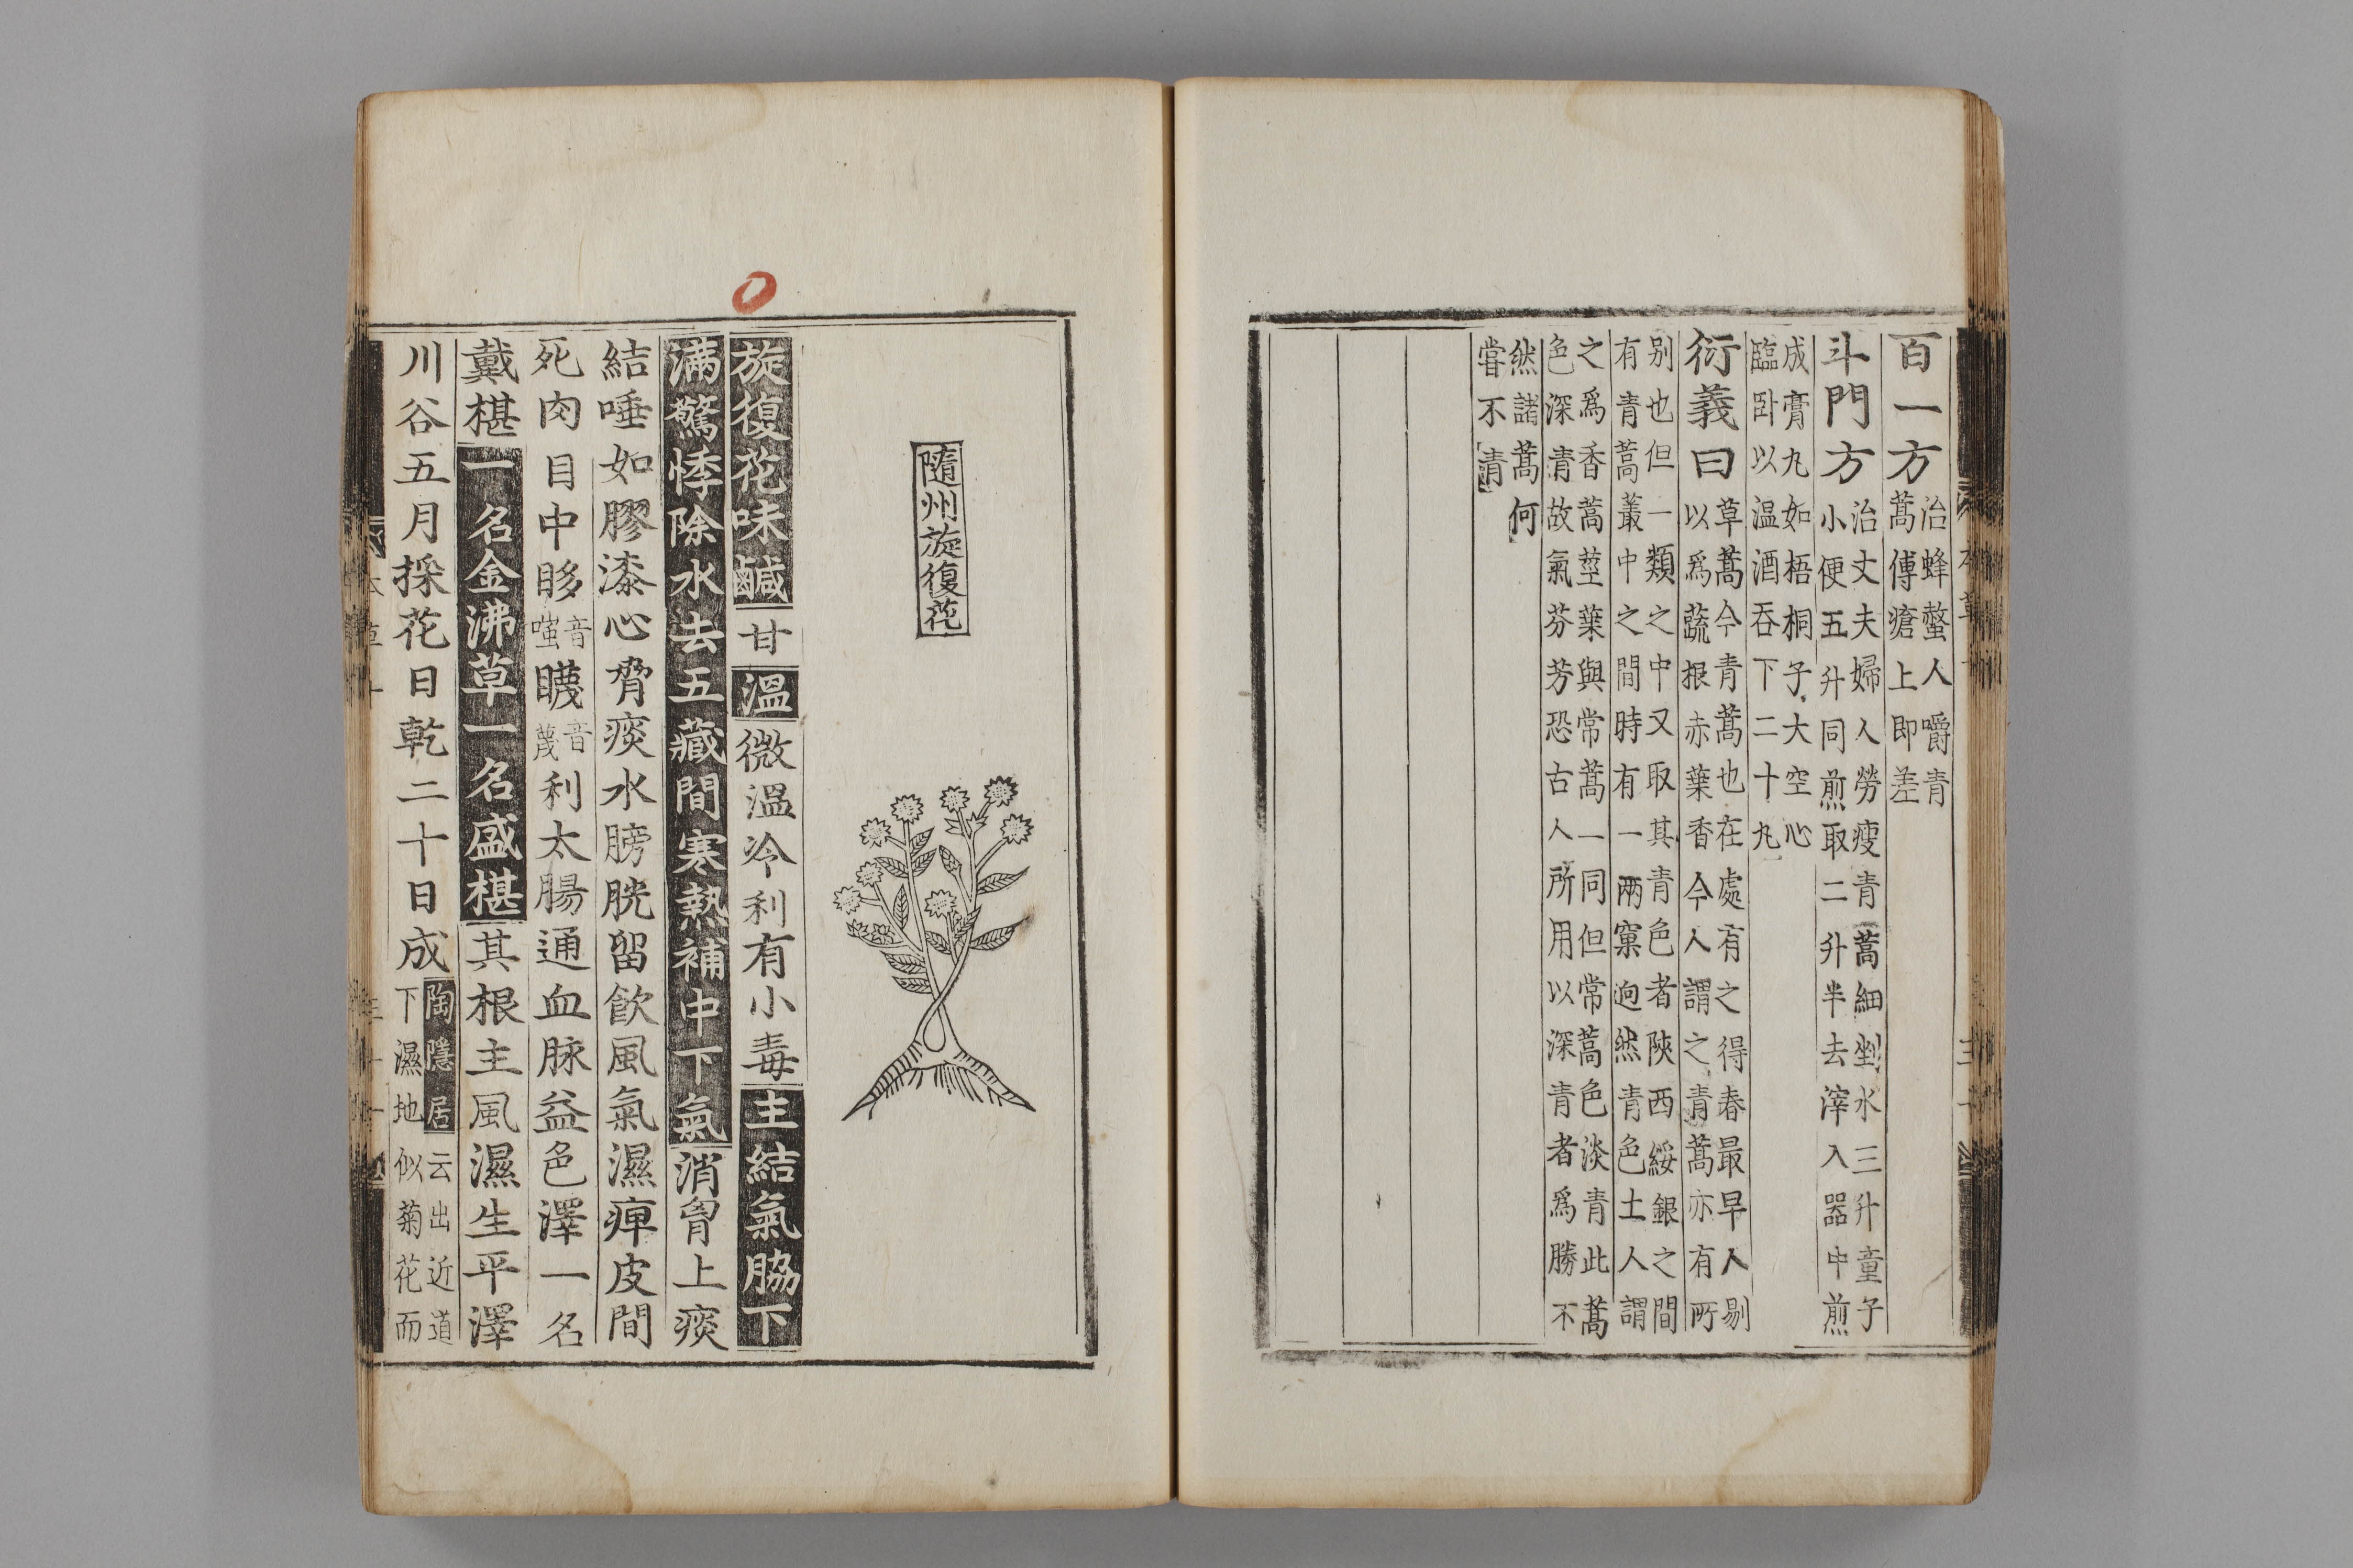 百一方治蜂螫人嚼青
蒿傅瘡上即差
斗門方治丈夫婦人勞瘦青蒿細剉水三升童子
小便五升同煎取二升半去滓入器中煎
成膏丸如梧桐子大空心
臨卧以温酒吞下二十丸
衍義曰草蒿今青蒿也在處有之得春最早人剔
以爲蔬根赤葉香今人謂之青蒿亦有所
别也但一類之中又取其青色者陝西綏銀之間
有青蒿叢中之間時有一兩窠迥然青色土人謂
之爲香蒿莖葉與常蒿一同但常蒿色淡青此蒿
色深青故氣芬芳恐古人所用以深青者爲勝不
然諸蒿何
嘗不青
隨州旋復花
旋復花味鹹甘溫微溫冷利有小毒主結氣脇下
滿驚悸除水去五藏間寒熱補中下氣消胷上痰
結唾如膠漆心脅痰水膀胱留飲風氣濕痺皮間
死肉目中眵音𥉻䁾音蔑利太腸通血脉益色澤一名
戴椹一名金沸草一名盛椹其根主風濕生平澤
川谷五月採花日乾二十日成陶隱居云出近道
下濕地似菊花而